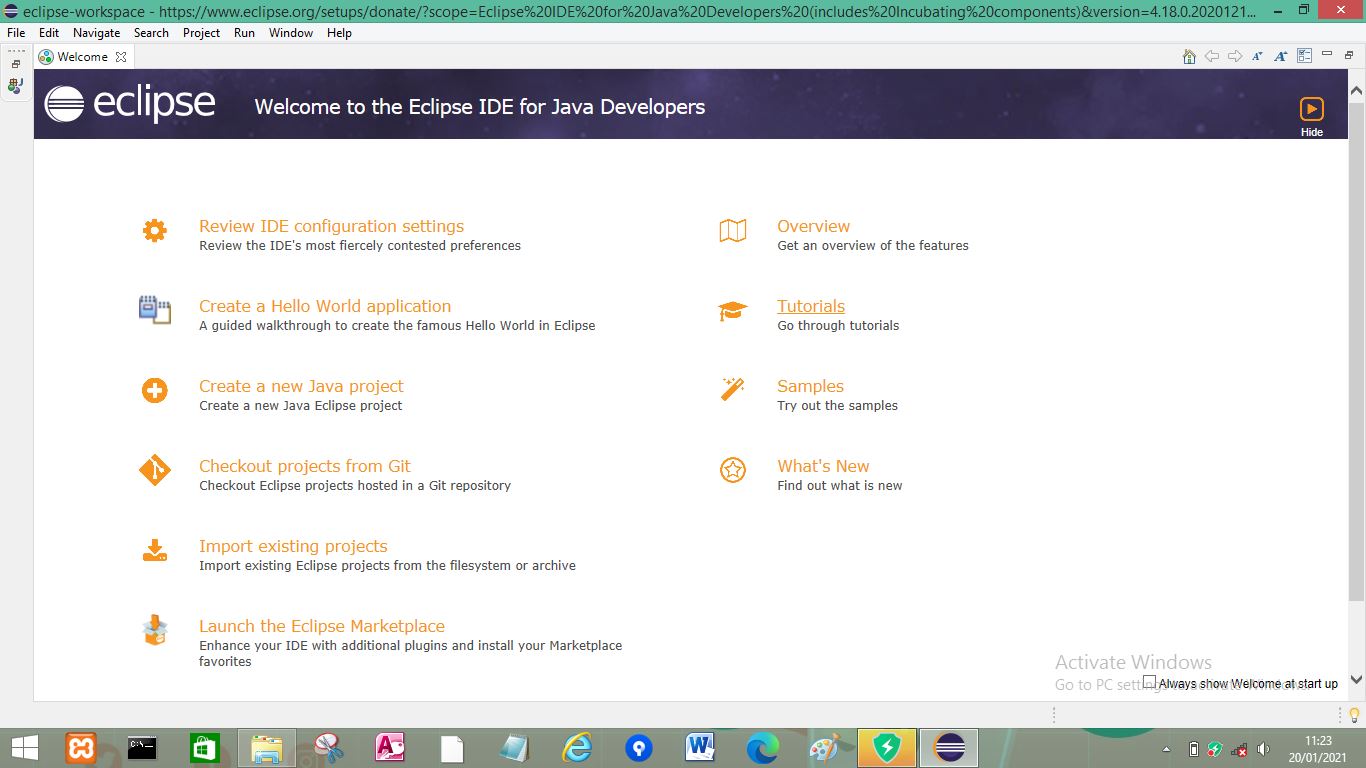 eclipse-workspace - https://www.eclipse.org/setups/donate/?scope=Eclipse%20IDE%20for%20Java%20Developers%20(includes%20Incubating%20components)&version=4.18.0.2020121...
File Edit Navigate Search Project Run Window Help
Welcome
eclipse
Welcome to the Eclipse IDE for Java Developers
Hide
Review IDE configuration settings
Review the IDE's most fiercely contested preferences
Create a Hello World application
A guided walkthrough to create the famous Hello World in Eclipse
Create a new Java project
Create a new Java Eclipse project
Checkout projects from Git
Checkout Eclipse projects hosted in a Git repository
Import existing projects
Import existing Eclipse projects from the filesystem or archive
Launch the Eclipse Marketplace
Enhance your IDE with additional plugins and install your Marketplace
favorites
Overview
Get an overview of the features
Tutorials
Go through tutorials
Samples
Try out the samples
What's New
Find out what is new
Activate Windows
Go to PC settings to activate Windows.
Always show Welcome at start up
11:23
20/01/2021